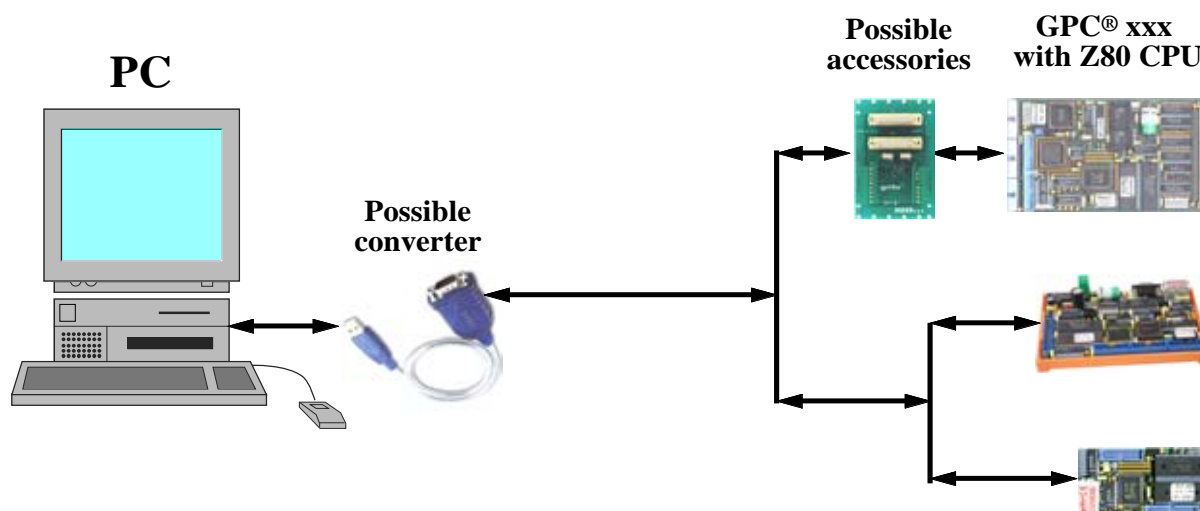 PC
Possible
converter
Possible
accessories
GPC® xxx
with Z80 CPU